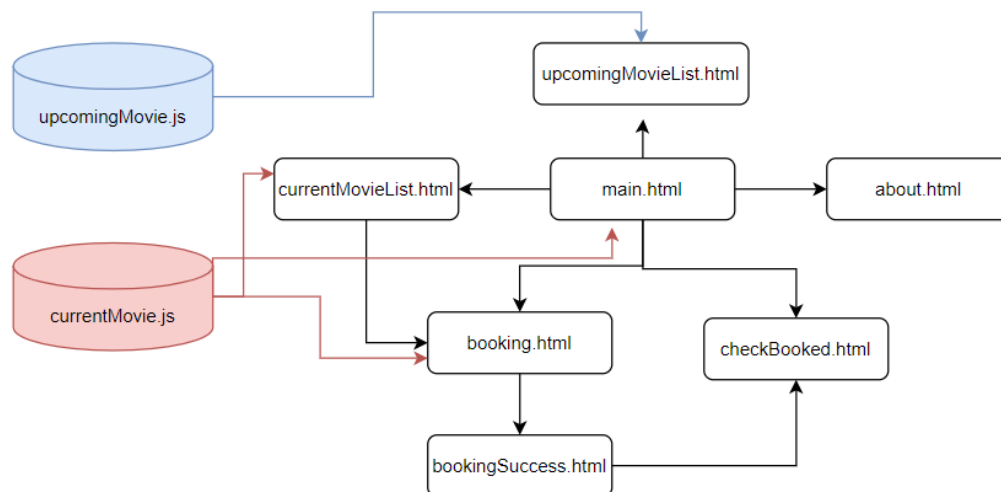 upcomingMovieList.html
upcomingMovie.js
currentMovieList.html
main.html
about.html
currentMovie.js
booking.html
checkBooked.html
bookingSuccess.html